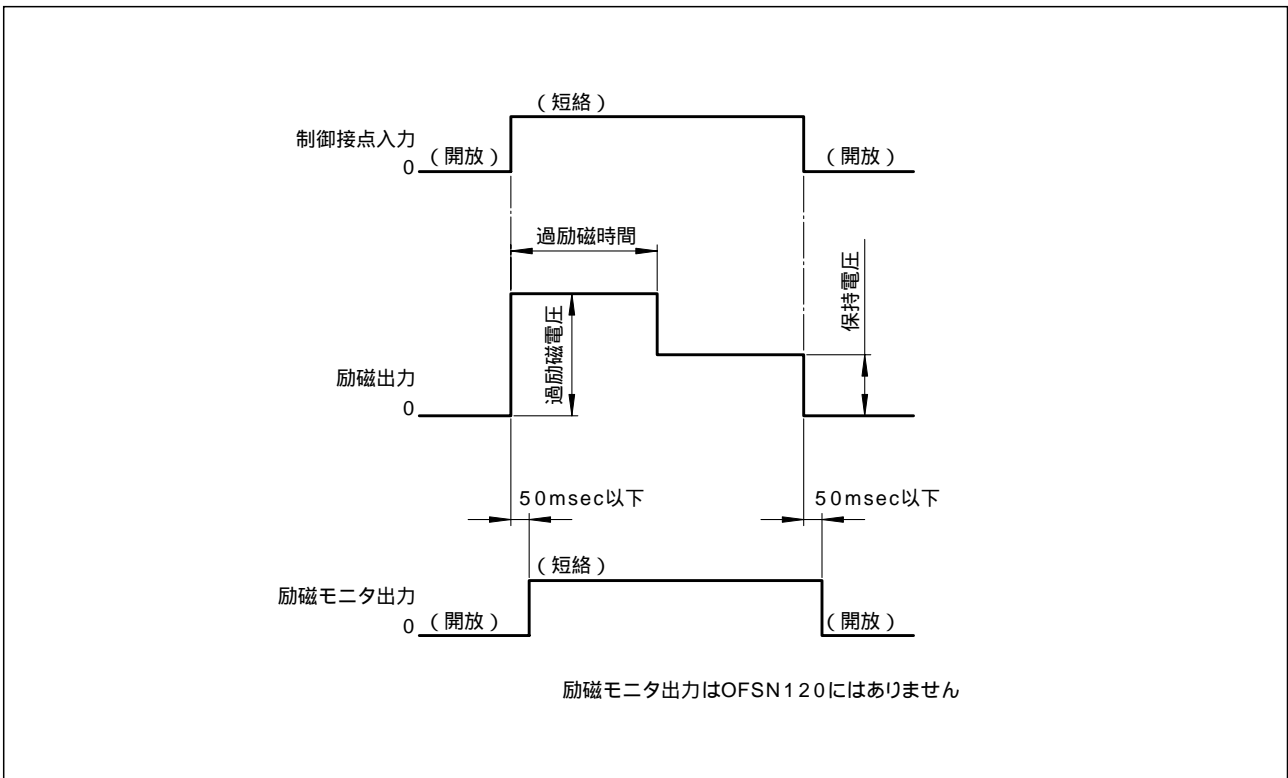 （短絡）
制御接点入力
0
（開放）
（開放）
過励磁時間
過励磁電圧
保持電圧
励磁出力
0
50msec以下
50msec以下
（短絡）
励磁モニタ出力
0
（開放）
（開放）
励磁モニタ出力はOFSN120にはありません